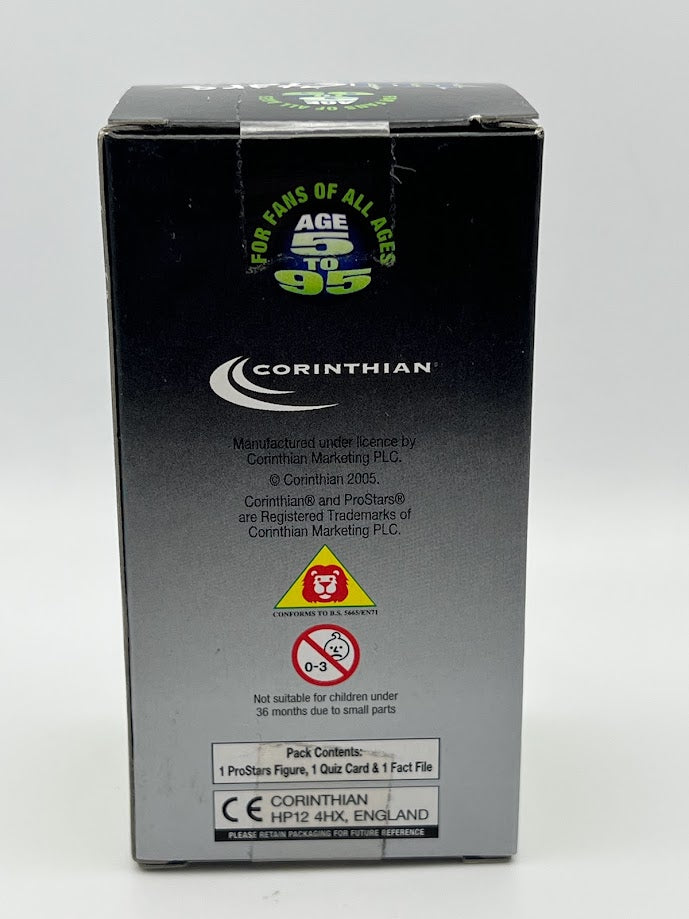 FOR FANS OF ALL AGES
AGE
5
TO
95
CORINTHIAN
Manufactured under licence by
Corinthian Marketing PLC.
© Corinthian 2005.
Corinthian® and ProStars®
are Registered Trademarks of
Corinthian Marketing PLC.
CONFORMS TO B.S. 5665/EN71
0-3
Not suitable for children under
36 months due to small parts
Pack Contents:
1 ProStars Figure, 1 Quiz Card & 1 Fact File
CE CORINTHIAN
HP12 4HX, ENGLAND
PLEASE RETAIN PACKAGING FOR FUTURE REFERENCE